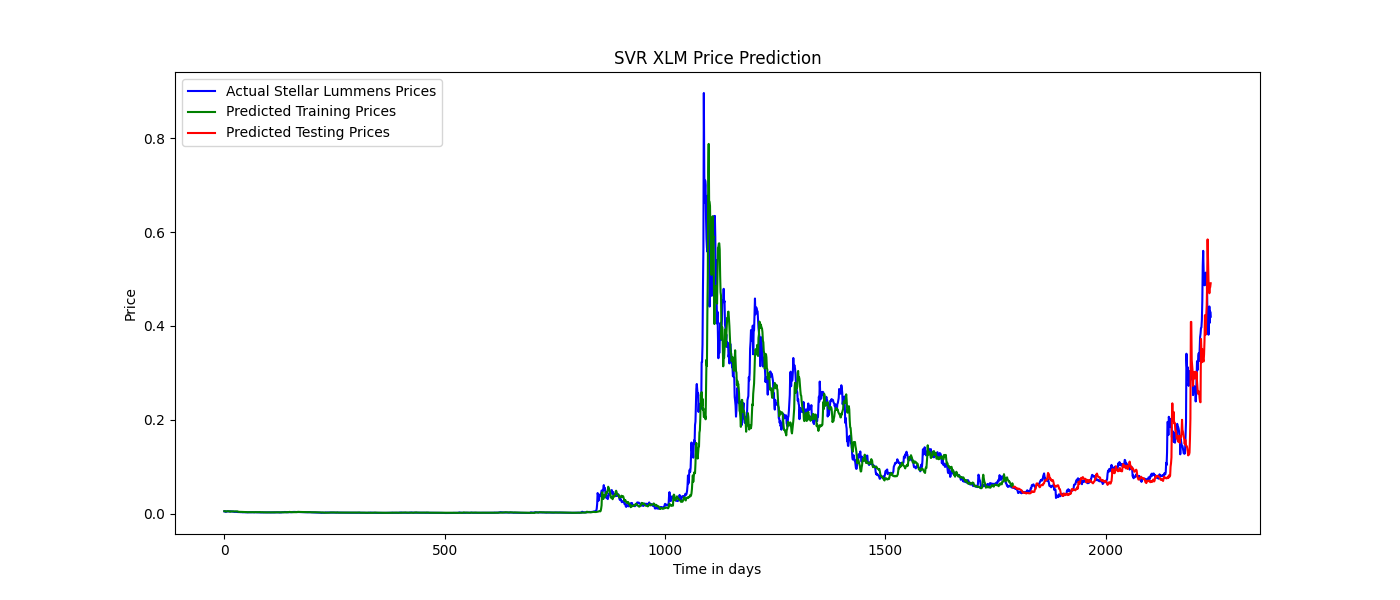 SVR XLM Price Prediction
Actual Stellar Lummens Prices
Predicted Training Prices
Predicted Testing Prices
Price
0.8
0.6
0.4
0.2
0.0
0 500 1000 1500 2000
Time in days